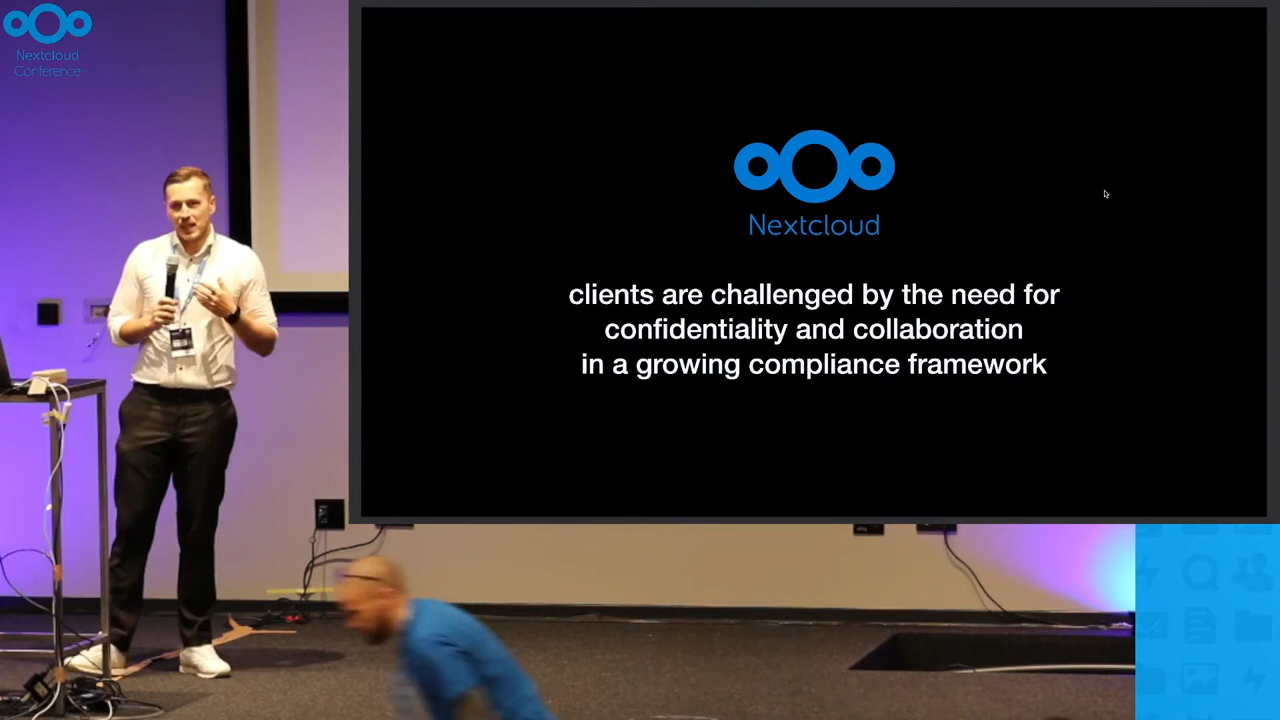 Nextcloud
Conference
Nextcloud
clients are challenged by the need for
confidentiality and collaboration
in a growing compliance framework